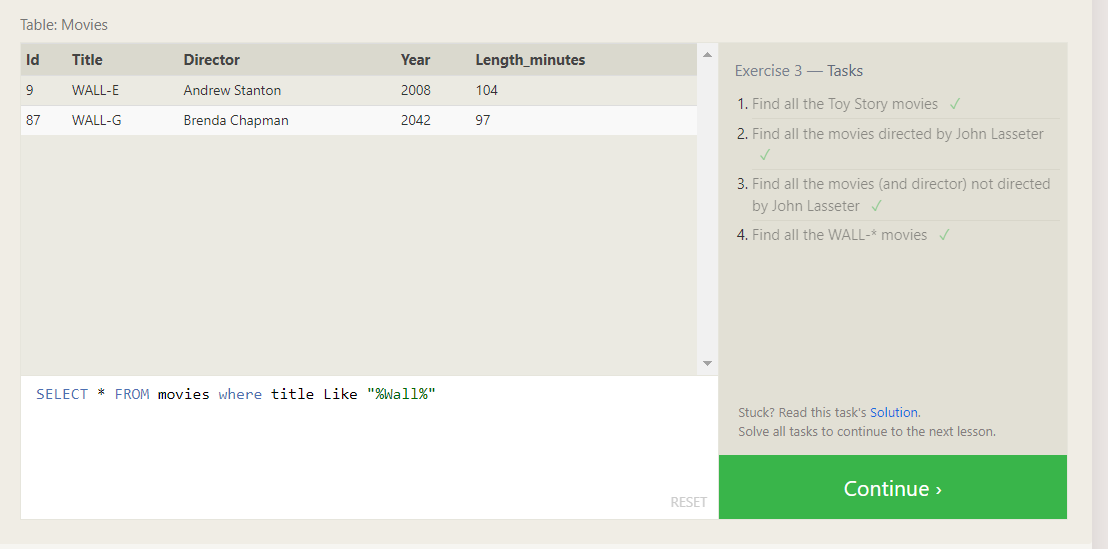 Table: Movies
Id Title Director Year Length_minutes
9 WALL-E Andrew Stanton 2008 104
87 WALL-G Brenda Chapman 2042 97
SELECT * FROM movies where title Like "%Wall%"
RESET
Exercise 3 — Tasks
1. Find all the Toy Story movies ✓
2. Find all the movies directed by John Lasseter
✓
3. Find all the movies (and director) not directed
by John Lasseter ✓
4. Find all the WALL-* movies ✓
Stuck? Read this task's Solution.
Solve all tasks to continue to the next lesson.
Continue ›